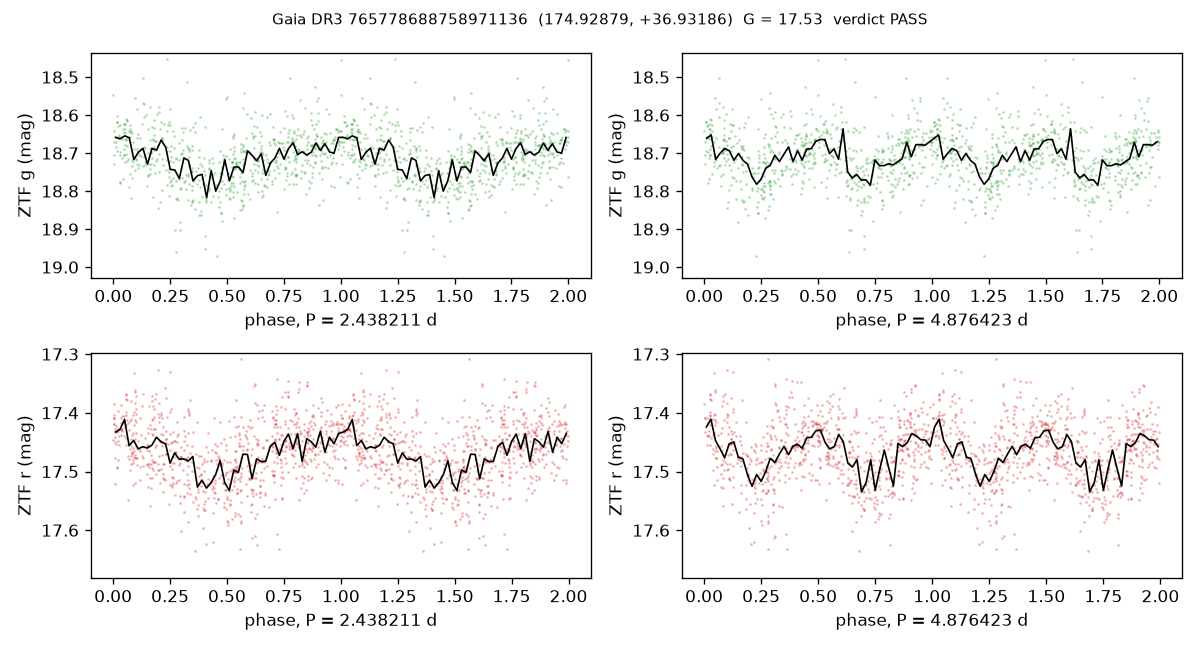 Gaia DR3 765778688758971136  (174.92879, +36.93186)  G = 17.53  verdict PASS
ZTF g (mag)
18.5
18.6
18.7
18.8
18.9
19.0
0.00 0.25 0.50 0.75 1.00 1.25 1.50 1.75 2.00
phase, P = 2.438211 d
ZTF g (mag)
18.5
18.6
18.7
18.8
18.9
19.0
0.00 0.25 0.50 0.75 1.00 1.25 1.50 1.75 2.00
phase, P = 4.876423 d
ZTF r (mag)
17.3
17.4
17.5
17.6
0.00 0.25 0.50 0.75 1.00 1.25 1.50 1.75 2.00
phase, P = 2.438211 d
ZTF r (mag)
17.3
17.4
17.5
17.6
0.00 0.25 0.50 0.75 1.00 1.25 1.50 1.75 2.00
phase, P = 4.876423 d